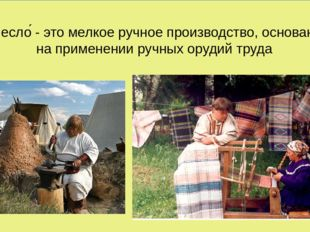 есло́ - это мелкое ручное производство, основан
на применении ручных орудий труда